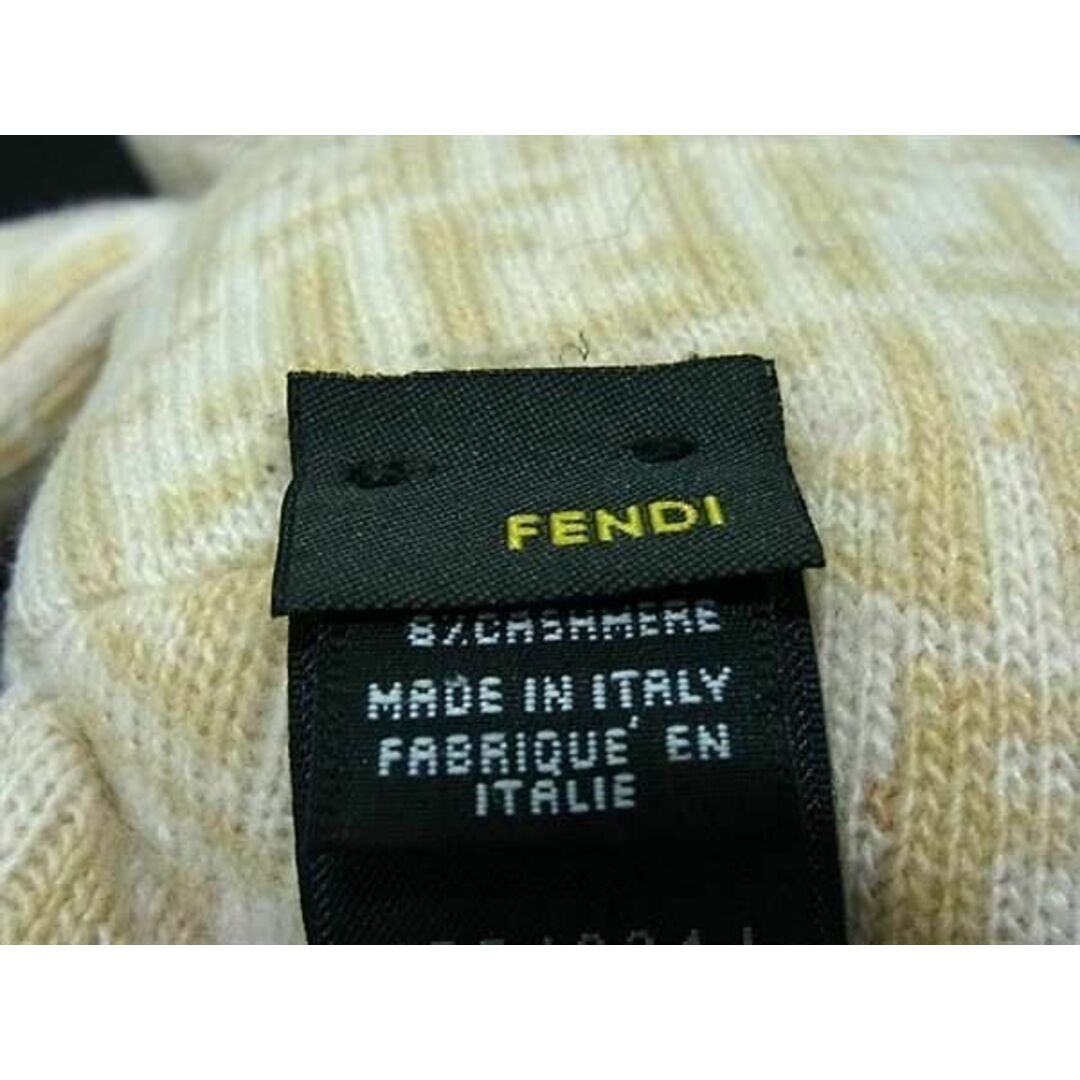 FENDI
8%CASHMERE
MADE IN ITALY
FABRIQUE' EN
ITALIE